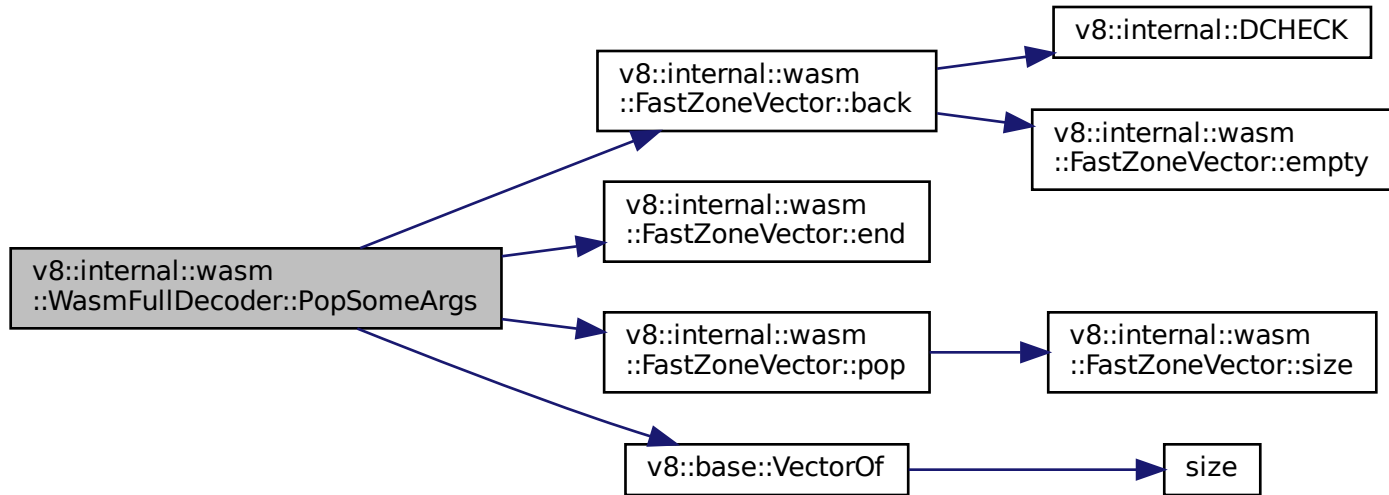 v8::internal::wasm
::WasmFullDecoder::PopSomeArgs
v8::internal::wasm
::FastZoneVector::back
v8::internal::DCHECK
v8::internal::wasm
::FastZoneVector::empty
v8::internal::wasm
::FastZoneVector::end
v8::internal::wasm
::FastZoneVector::pop
v8::internal::wasm
::FastZoneVector::size
v8::base::VectorOf
size